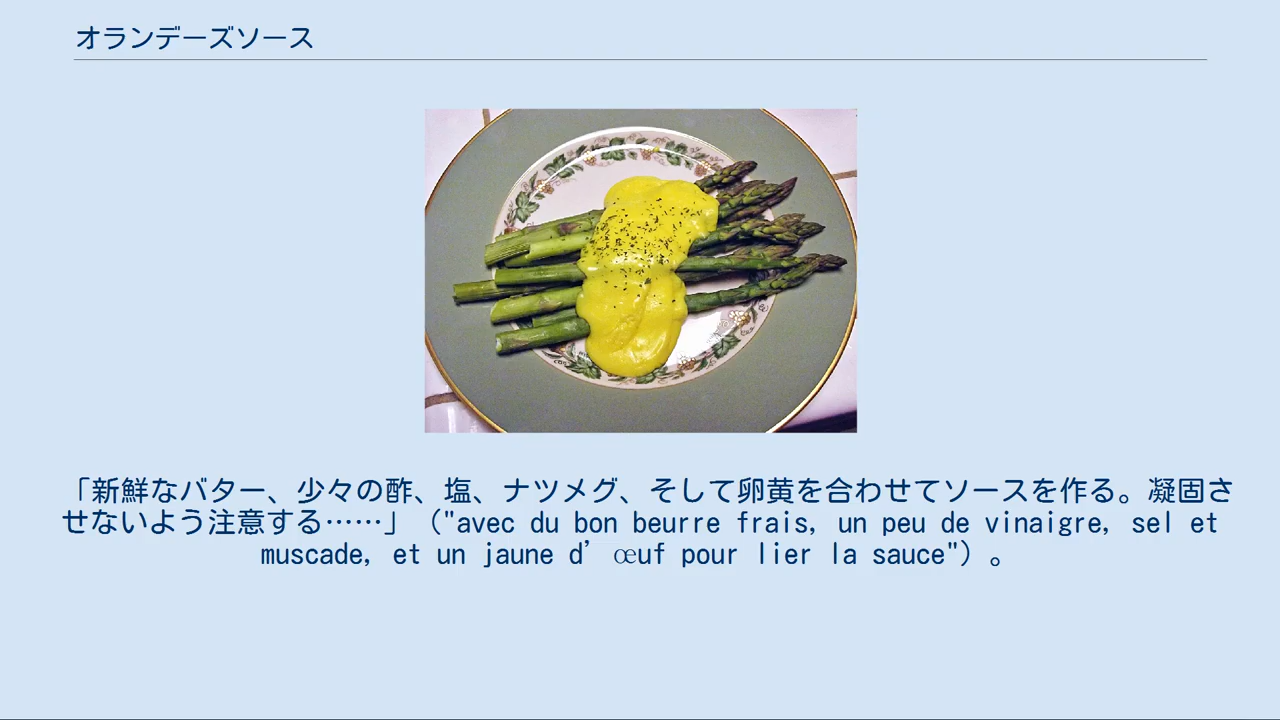 オランデーズソース
「新鮮なバター、少々の酢、塩、ナツメグ、そして卵黄を合わせてソースを作る。凝固さ
せないよう注意する……」（"avec du bon beurre frais, un peu de vinaigre, sel et
muscade, et un jaune d’œuf pour lier la sauce"）。